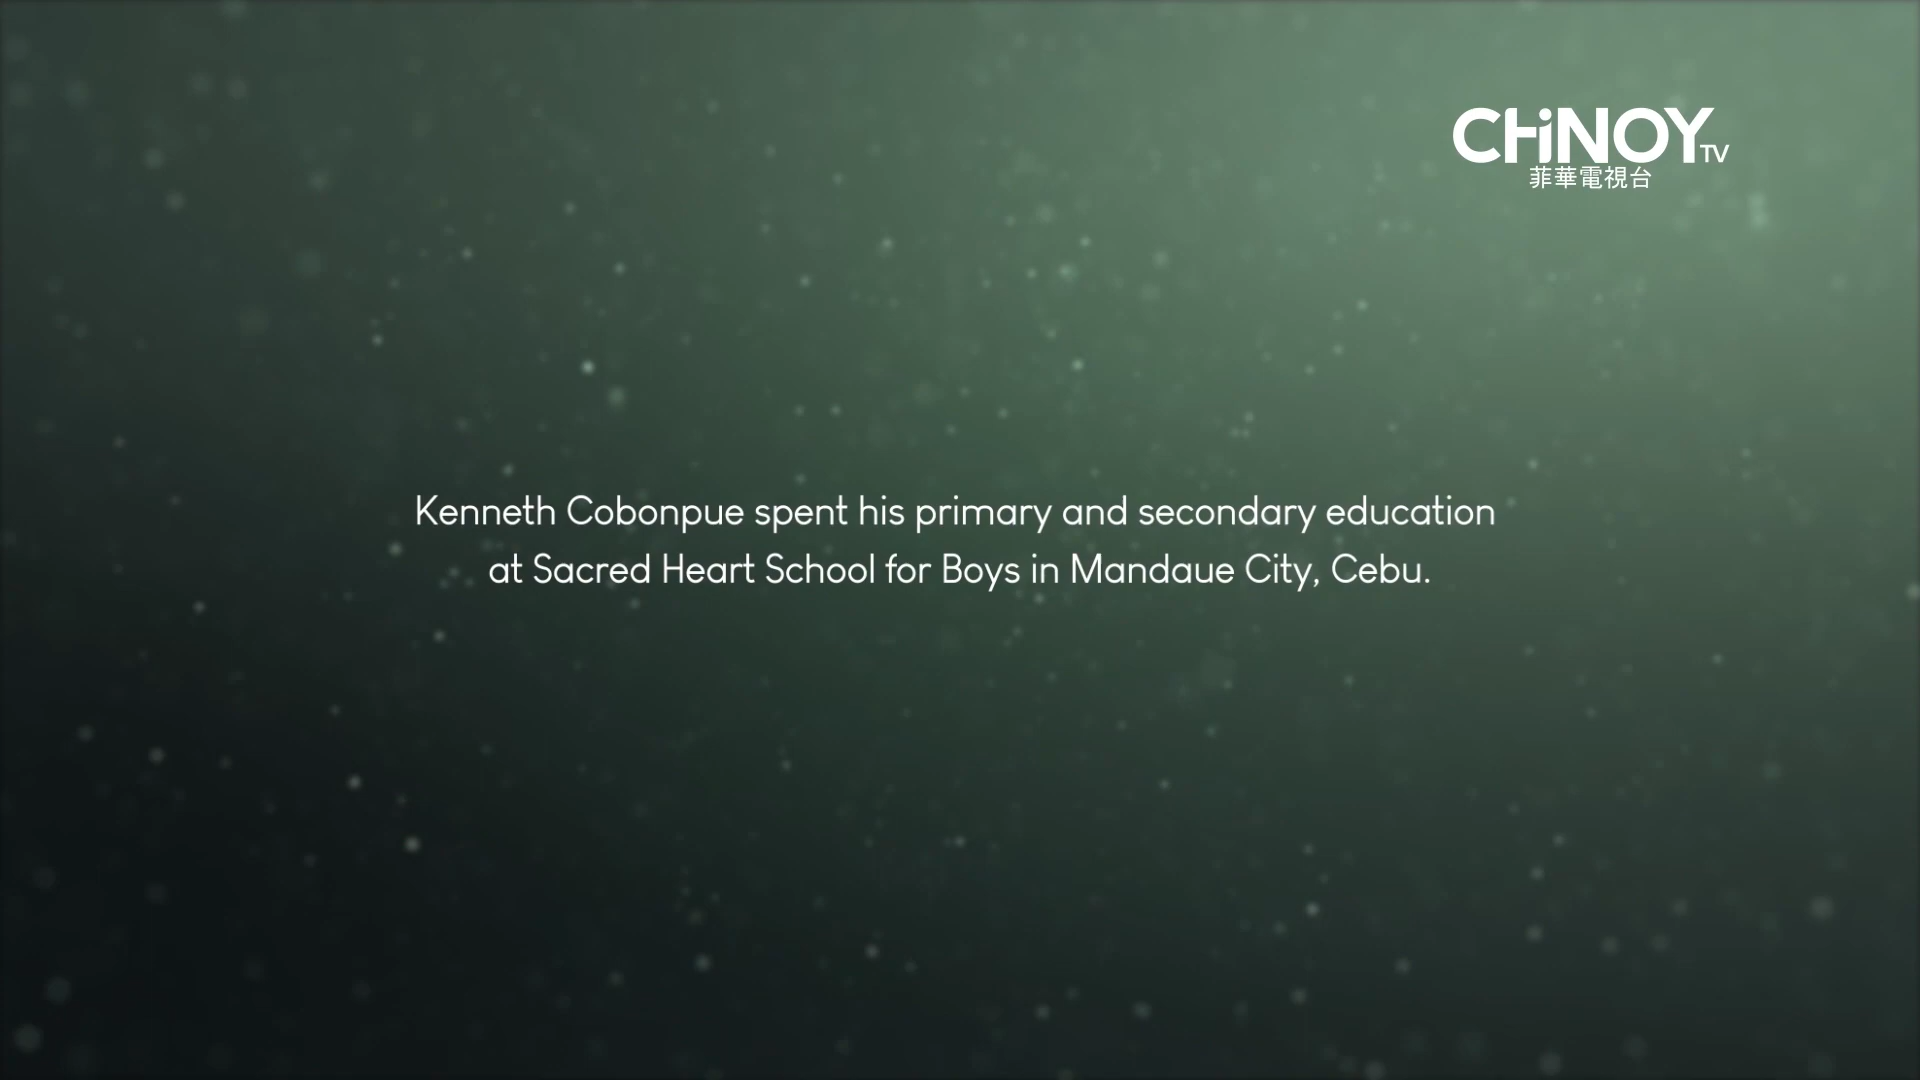 CHiNOY TV
菲華電視台
Kenneth Cobonpue spent his primary and secondary education
at Sacred Heart School for Boys in Mandaue City, Cebu.